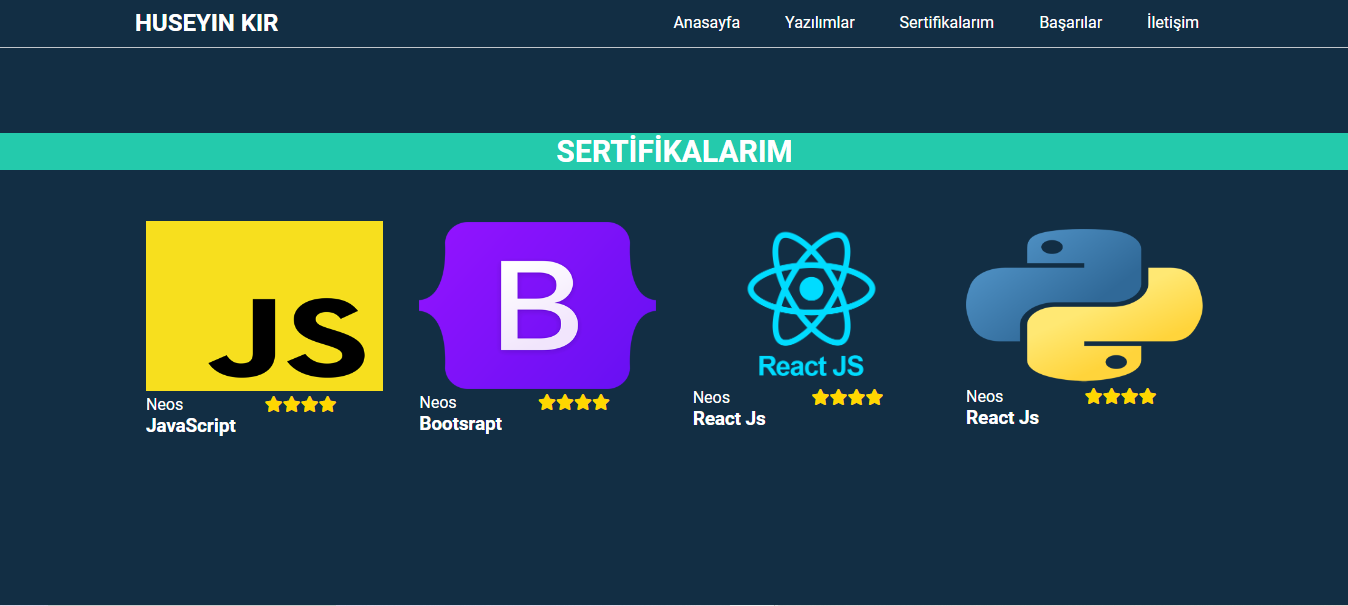 HUSEYIN KIR
Anasayfa Yazılımlar Sertifikalarım Başarılar İletişim
SERTİFİKALARIM
JS
B
React JS
Neos
JavaScript
Neos
Bootsrapt
Neos
React Js
Neos
React Js